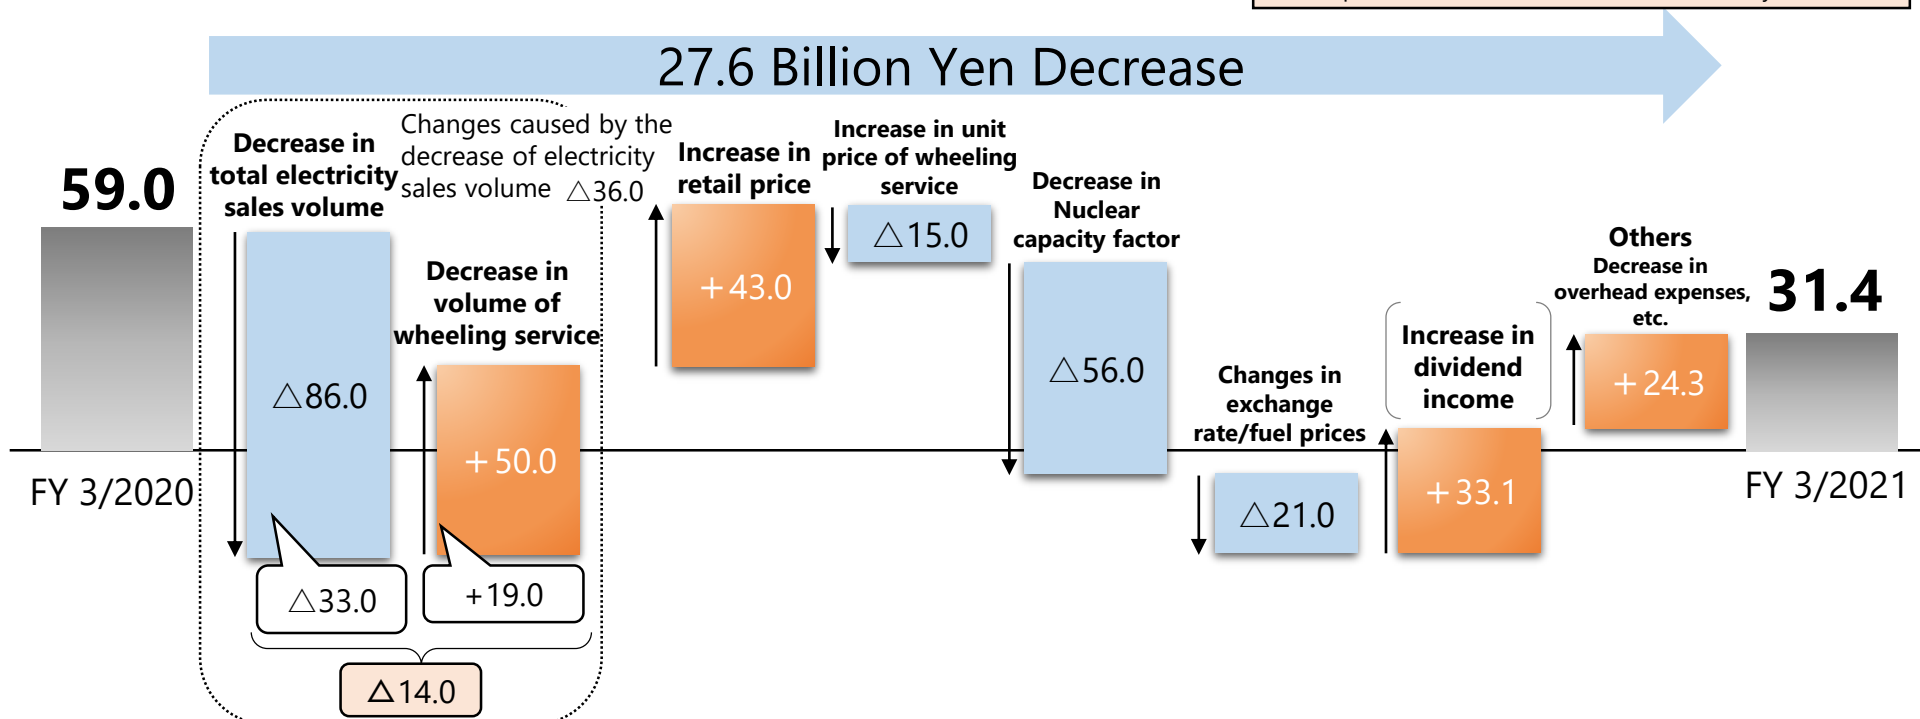 27.6 Billion Yen Decrease
59.0
FY 3/2020
Decrease in
total electricity
sales volume
△86.0
△33.0
Changes caused by the
decrease of electricity
sales volume △36.0
Decrease in
volume of
wheeling service
+50.0
+19.0
△14.0
Increase in
retail price
+43.0
Increase in unit
price of wheeling
service
△15.0
Decrease in
Nuclear
capacity factor
△56.0
Changes in
exchange
rate/fuel prices
△21.0
Increase in
dividend
income
+33.1
Others
Decrease in
overhead expenses,
etc.
+24.3
31.4
FY 3/2021